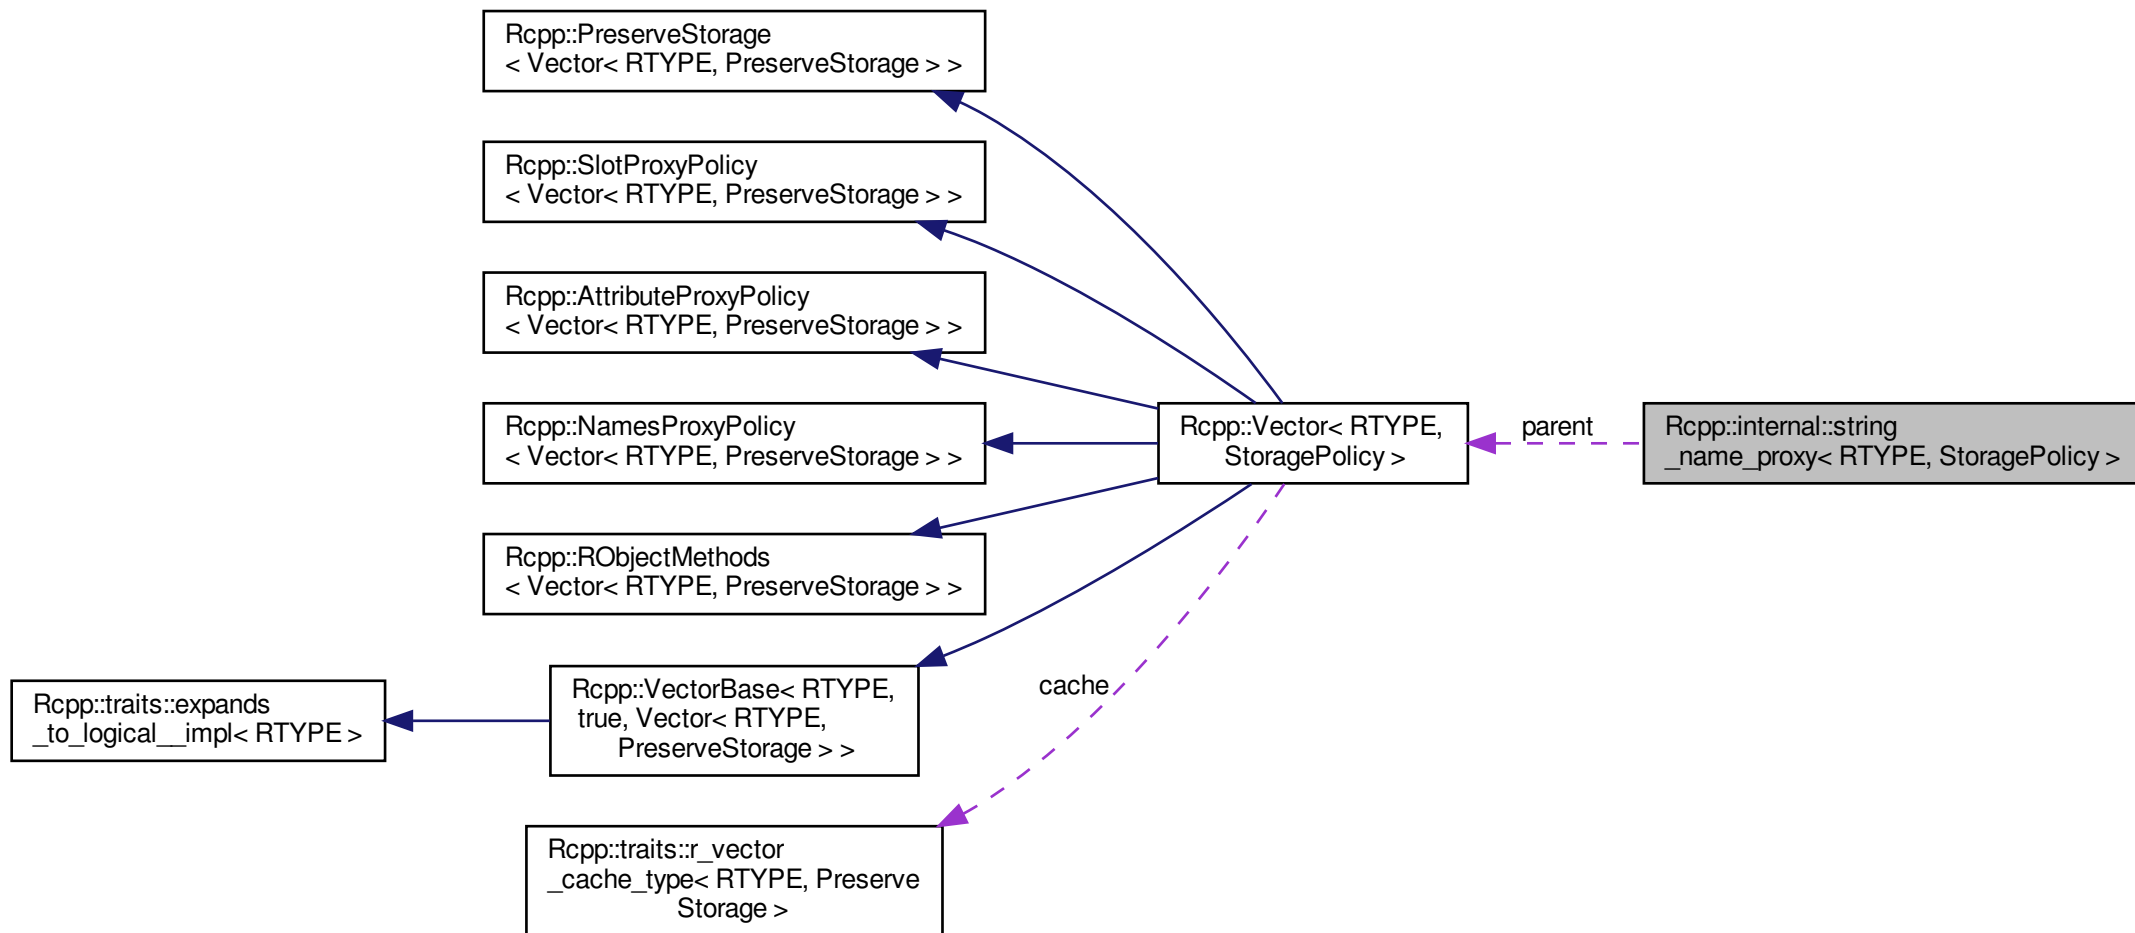 Rcpp::PreserveStorage
< Vector< RTYPE, PreserveStorage > >
Rcpp::SlotProxyPolicy
< Vector< RTYPE, PreserveStorage > >
Rcpp::AttributeProxyPolicy
< Vector< RTYPE, PreserveStorage > >
Rcpp::NamesProxyPolicy
< Vector< RTYPE, PreserveStorage > >
Rcpp::Vector< RTYPE,
StoragePolicy >
parent
Rcpp::internal::string
_name_proxy< RTYPE, StoragePolicy >
Rcpp::RObjectMethods
< Vector< RTYPE, PreserveStorage > >
Rcpp::traits::expands
_to_logical__impl< RTYPE >
Rcpp::VectorBase< RTYPE,
true, Vector< RTYPE,
PreserveStorage > >
cache
Rcpp::traits::r_vector
_cache_type< RTYPE, Preserve
Storage >